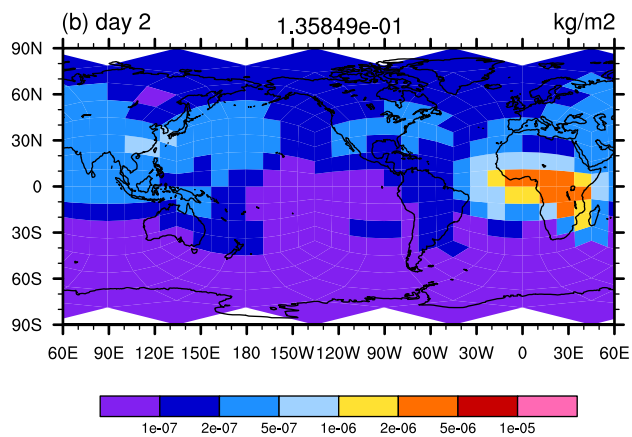 (b) day 2 1.35849e-01 kg/m2
90N
60N
30N
0
30S
60S
90S
60E 90E 120E 150E 180 150W 120W 90W 60W 30W 0 30E 60E
1e-07 2e-07 5e-07 1e-06 2e-06 5e-06 1e-05